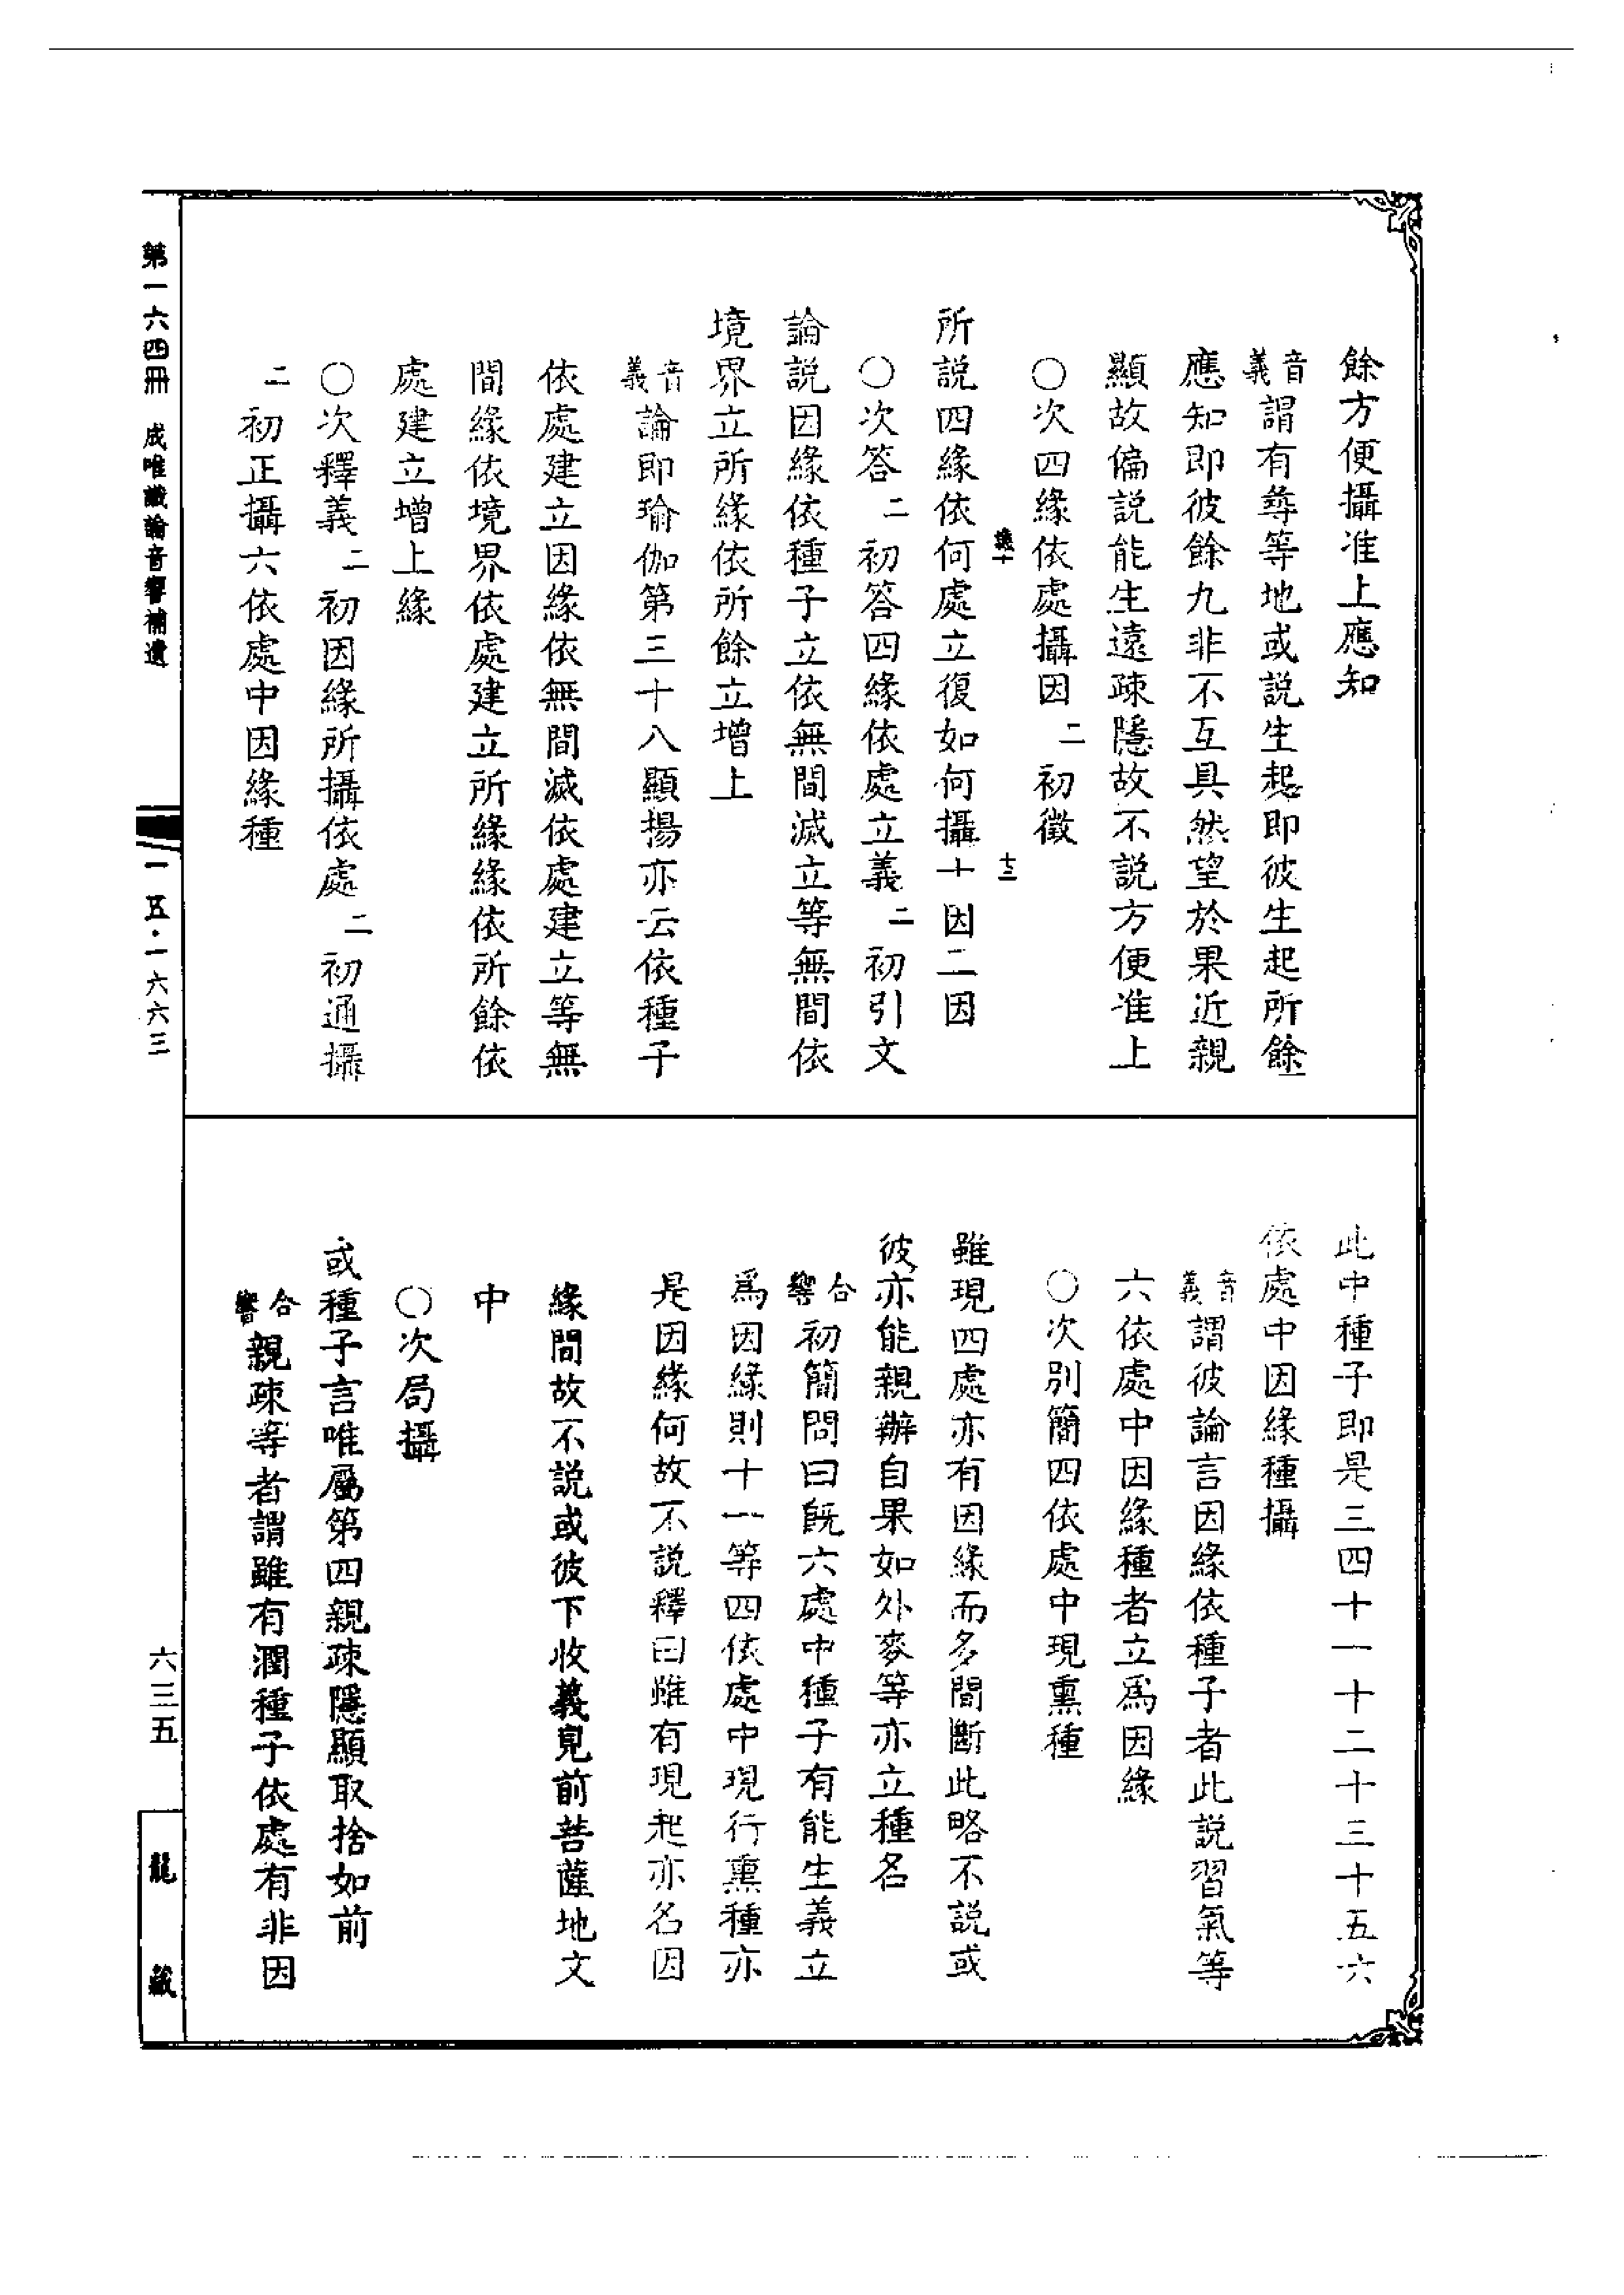 餘方便攝准上應知
音義謂有彝等地或説生起即彼生起所餘
應知即彼餘九非不互具然望於果近親
顯故偏説能生遠疎隱故不説方便准上
○次四緣依處攝因二初徵
十三
所説四緣依何處立復如何攝十因二因
○次答二初答四緣依處立義二初引文
論説因緣依種子立依無間滅立等無間依
境界立所緣依所餘立增上
音義論即瑜伽第三十八顯揚亦云依種子
依處建立因緣依無間滅依處建立等無
間緣依境界依處建立所緣緣依所餘依
處建立增上緣
○次釋義二初因緣所攝依處二初通攝
二初正攝六依處中因緣種
此中種子即是三四十一十二十三十五六
依處中因緣種攝
音義謂彼論言因緣依種子者此説習氣等
六依處中因緣種者立爲因緣
○次別簡四依處中現熏種
雖現四處亦有因緣而多間斷此略不説或
彼亦能親辦自果如外麥等亦立種名
合響初簡問曰既六處中種子有能生義立
爲因緣則十一等四依處中現行熏種亦
是因緣何故不説釋曰雖有現起亦名因
緣間故不説或彼下收義見前菩薩地文
中
○次局攝
或種子言唯屬第四親疎隱顯取捨如前
合響親疎等者謂雖有潤種子依處有非因
第一六四冊 成唯識論音響補遺
一五·一六六三
六三五
龍藏